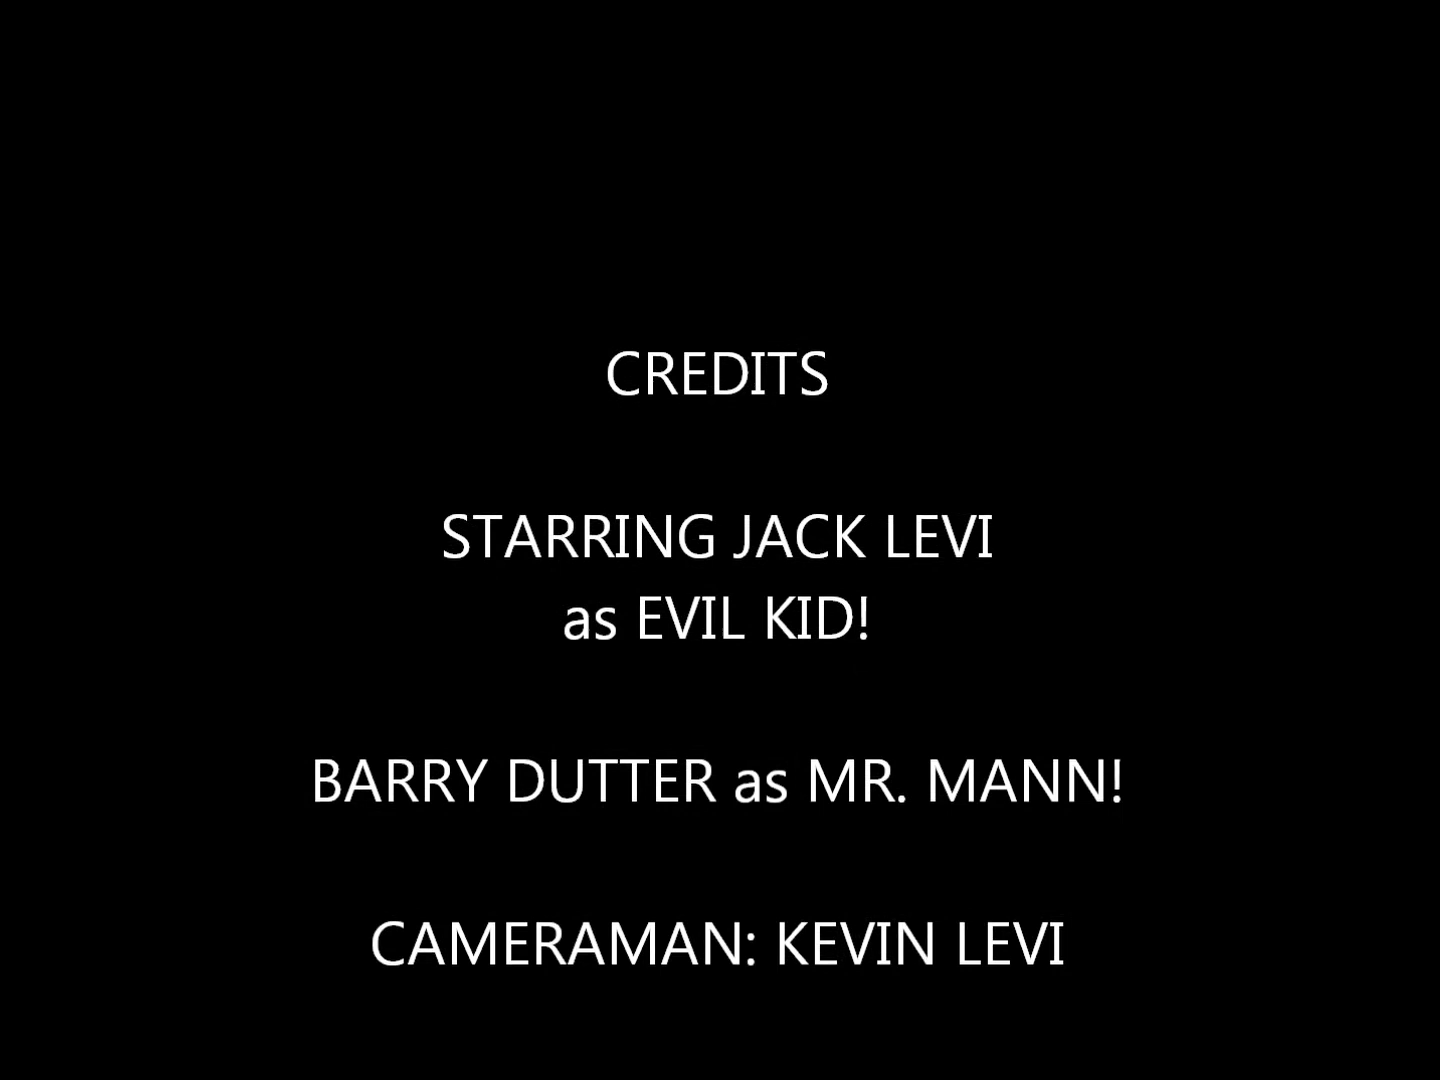 CREDITS
STARRING JACK LEVI
as EVIL KID!
BARRY DUTTER as MR. MANN!
CAMERAMAN: KEVIN LEVI